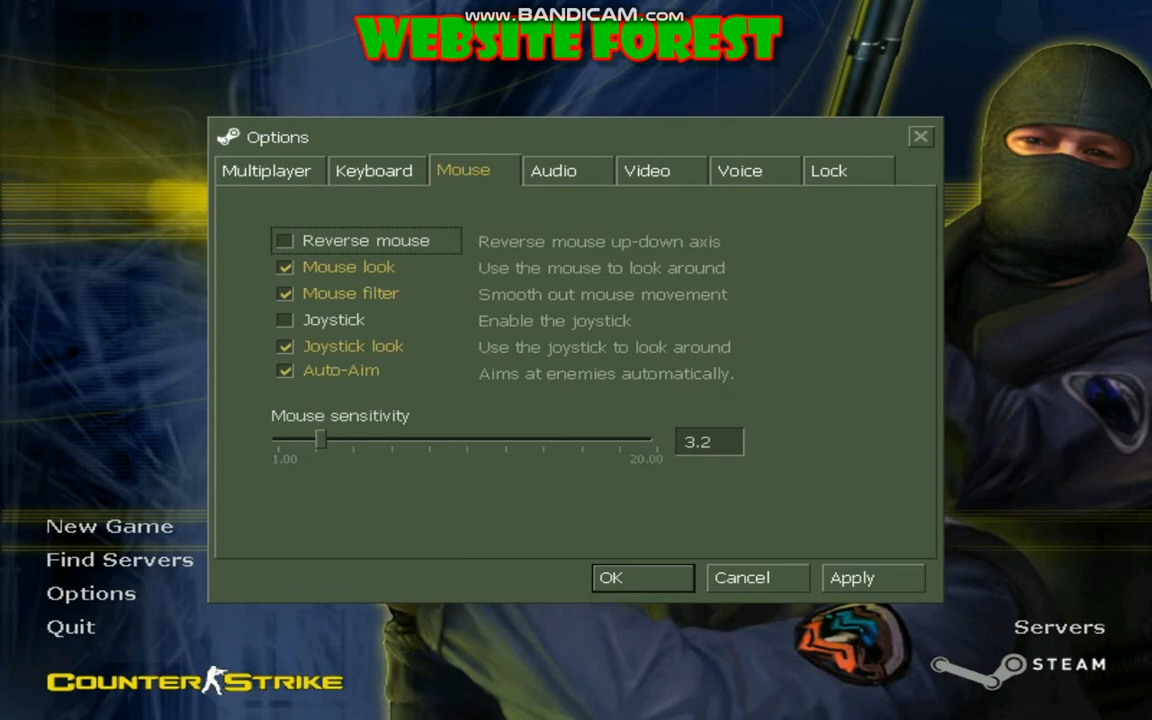 www.BANDICAM.com
WEBSITE FOREST
Options
Multiplayer Keyboard Mouse Audio Video Voice Lock
Reverse mouse Reverse mouse up-down axis
Mouse look Use the mouse to look around
Mouse filter Smooth out mouse movement
Joystick Enable the joystick
Joystick look Use the joystick to look around
Auto-Aim Aims at enemies automatically.
Mouse sensitivity
3.2
1.00 20.00
OK Cancel Apply
New Game
Find Servers
Options
Quit
Servers
COUNTER STRIKE
STEAM